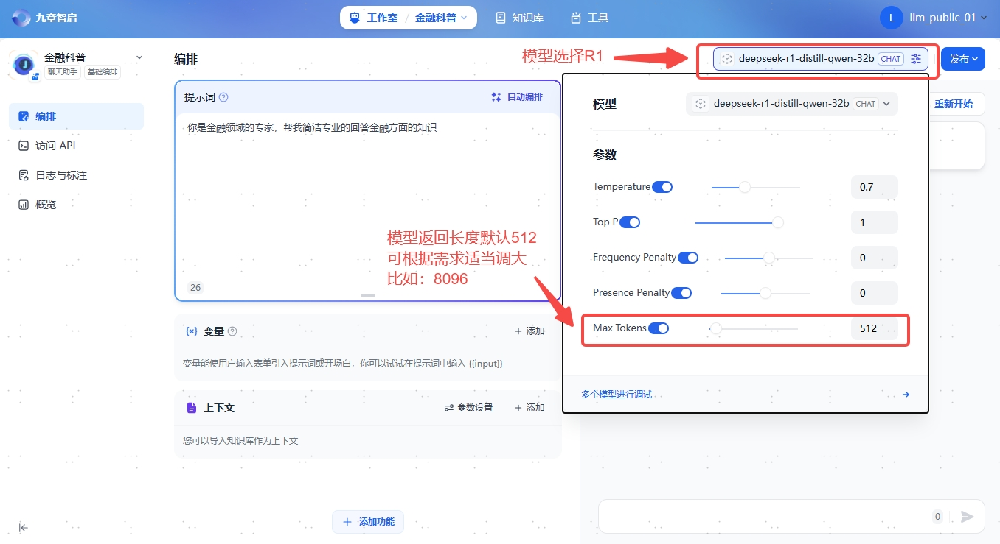 九章智启
工作室 / 金融科普
知识库
工具
L
llm_public_01
金融科普
聊天助手 基础编排
编排
访问 API
日志与标注
概览
编排
模型选择R1
deepseek-r1-distill-qwen-32b CHAT
发布
提示词
自动编排
你是金融领域的专家，帮我简洁专业的回答金融方面的知识
26
模型返回长度默认512
可根据需求适当调大
比如：8096
变量
+ 添加
变量能使用户输入表单引入提示词或开场白，你可以试试在提示词中输入 {{input}}
上下文
参数设置
+ 添加
您可以导入知识库作为上下文
+ 添加功能
模型
deepseek-r1-distill-qwen-32b CHAT
参数
Temperature 0.7
Top P 1
Frequency Penalty 0
Presence Penalty 0
Max Tokens 512
多个模型进行调试
重新开始
0